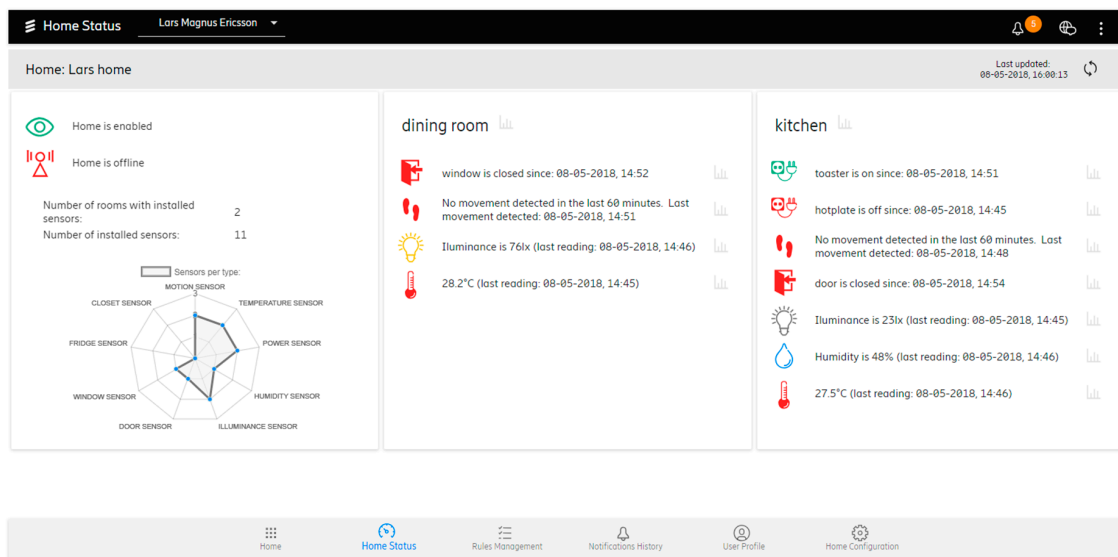 Home Status
Lars Magnus Ericsson
5
Home: Lars home
Last updated:
08-05-2018, 16:00:13
Home is enabled
Home is offline
Number of rooms with installed
sensors:
2
Number of installed sensors:
11
Sensors per type:
MOTION SENSOR
3
CLOSET SENSOR
TEMPERATURE SENSOR
FRIDGE SENSOR
POWER SENSOR
WINDOW SENSOR
HUMIDITY SENSOR
DOOR SENSOR
ILLUMINANCE SENSOR
dining room
window is closed since: 08-05-2018, 14:52
No movement detected in the last 60 minutes. Last
movement detected: 08-05-2018, 14:51
Iluminance is 76lx (last reading: 08-05-2018, 14:46)
28.2°C (last reading: 08-05-2018, 14:45)
kitchen
toaster is on since: 08-05-2018, 14:51
hotplate is off since: 08-05-2018, 14:45
No movement detected in the last 60 minutes. Last
movement detected: 08-05-2018, 14:48
door is closed since: 08-05-2018, 14:54
Iluminance is 23lx (last reading: 08-05-2018, 14:45)
Humidity is 48% (last reading: 08-05-2018, 14:46)
27.5°C (last reading: 08-05-2018, 14:46)
Home
Home Status
Rules Management
Notifications History
User Profile
Home Configuration